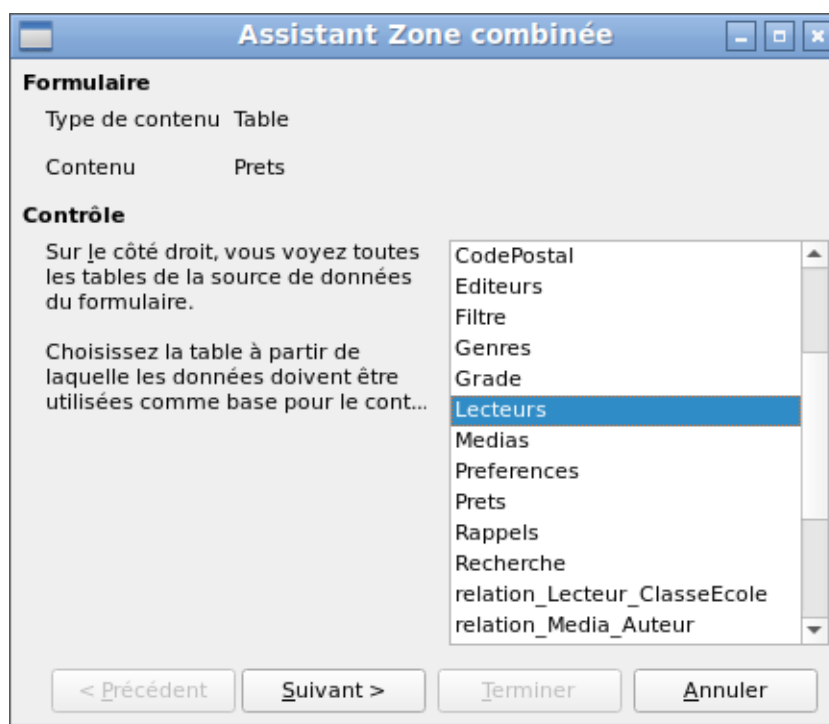 Assistant Zone combinée
Formulaire
Type de contenu Table
Contenu Prets
Contrôle
Sur le côté droit, vous voyez toutes
les tables de la source de données
du formulaire.
Choisissez la table à partir de
laquelle les données doivent être
utilisées comme base pour le cont...
CodePostal
Editeurs
Filtre
Genres
Grade
Lecteurs
Medias
Preferences
Prets
Rappels
Recherche
relation_Lecteur_ClasseEcole
relation_Media_Auteur
< Précédent
Suivant >
Terminer
Annuler